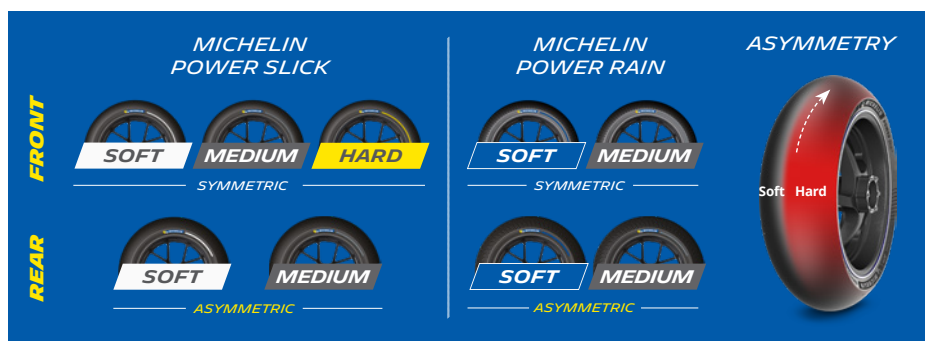 MICHELIN
POWER SLICK
MICHELIN
POWER RAIN
ASYMMETRY
FRONT
SOFT
MEDIUM
HARD
SYMMETRIC
SOFT
MEDIUM
SYMMETRIC
REAR
SOFT
MEDIUM
ASYMMETRIC
SOFT
MEDIUM
ASYMMETRIC
Soft Hard